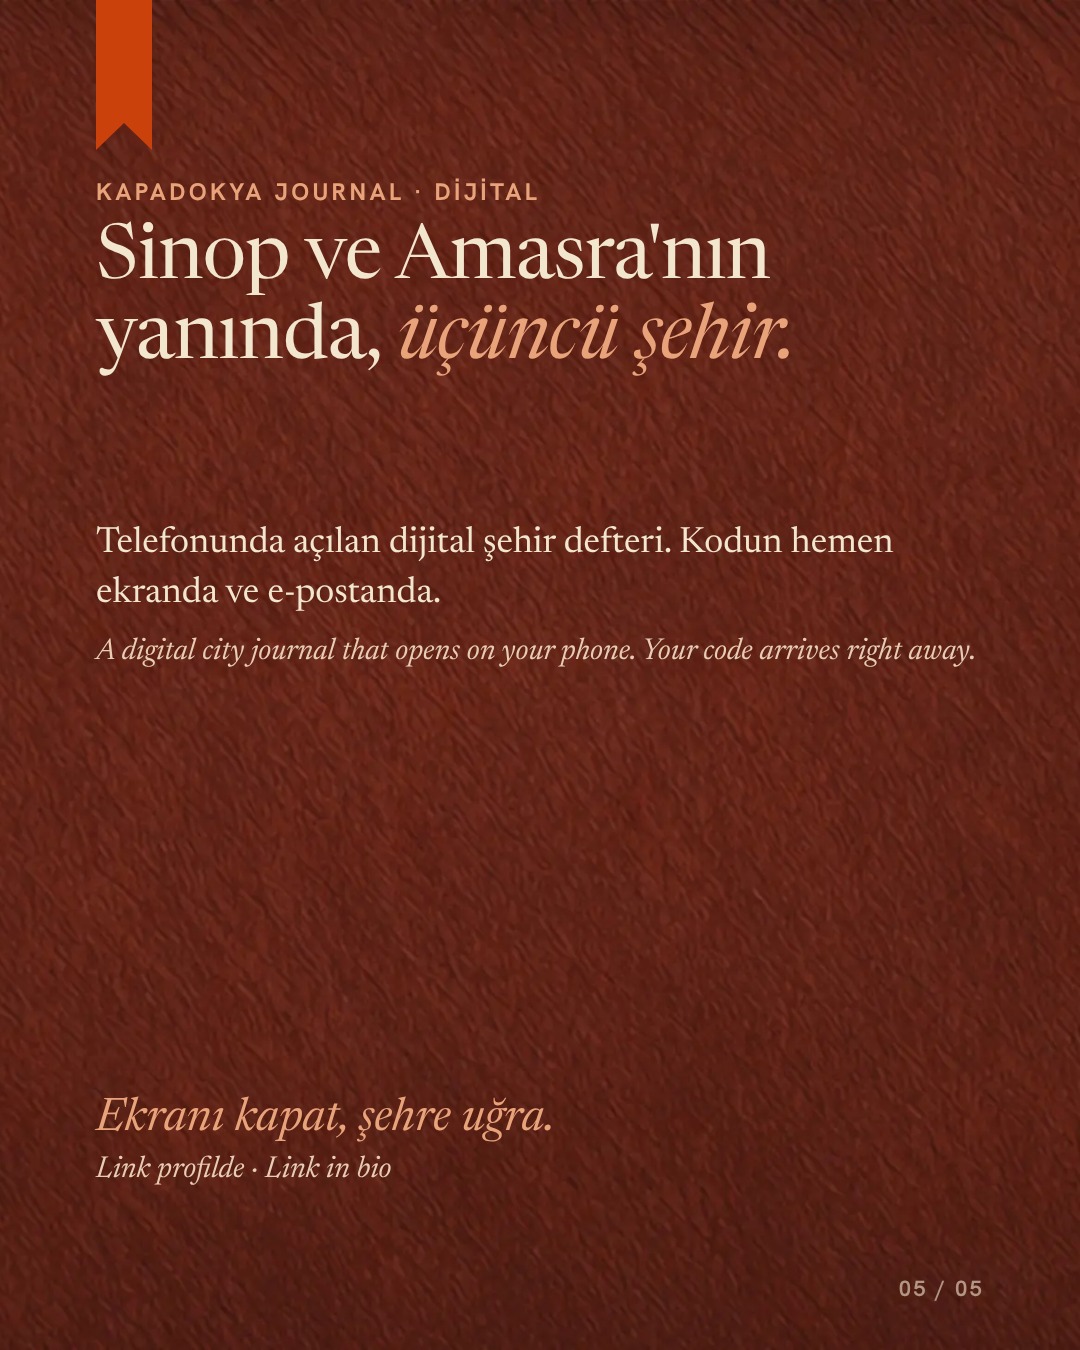 KAPADOKYA JOURNAL · DİJİTAL
Sinop ve Amasra'nın
yanında, üçüncü şehir.
Telefonunda açılan dijital şehir defteri. Kodun hemen
ekranda ve e-postanda.
A digital city journal that opens on your phone. Your code arrives right away.
Ekranı kapat, şehre uğra.
Link profilde · Link in bio
05 / 05